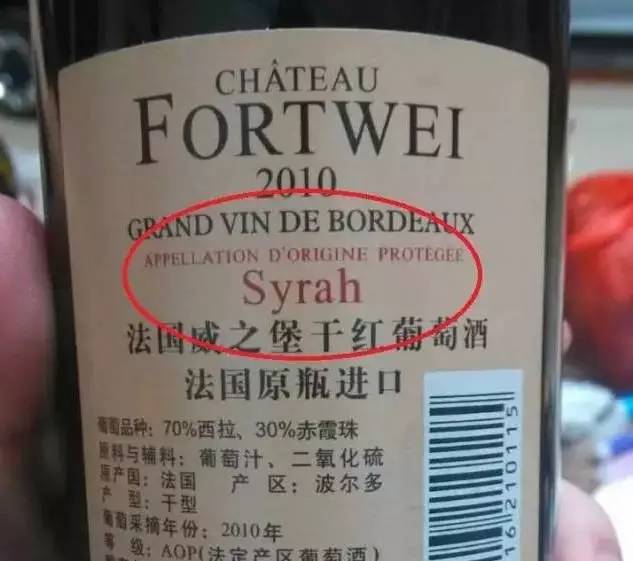 CHÂTEAU
FORTWEI
2010
GRAND VIN DE BORDEAUX
APPELLATION D'ORIGINE PROTEGEE
Syrah
法国威之堡干红葡萄酒
法国原瓶进口
葡萄品种：70%西拉、30%赤霞珠
原料与辅料：葡萄汁、二氧化硫
原产国：法国 产 区：波尔多
产 型：干型
葡萄采摘年份：2010年
等 级：AOP(法定产区葡萄酒)
16210115